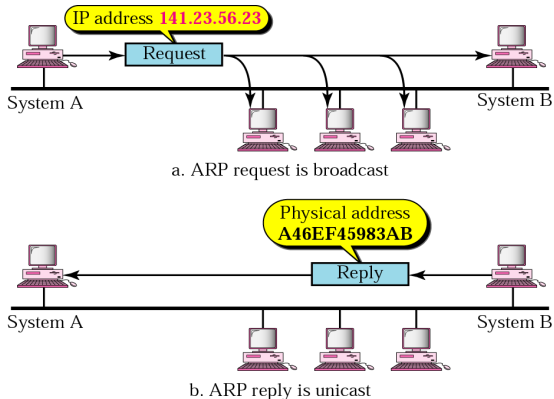 IP address 141.23.56.23
Request
System A
System B
a. ARP request is broadcast
Physical address
A46EF45983AB
Reply
System A
System B
b. ARP reply is unicast